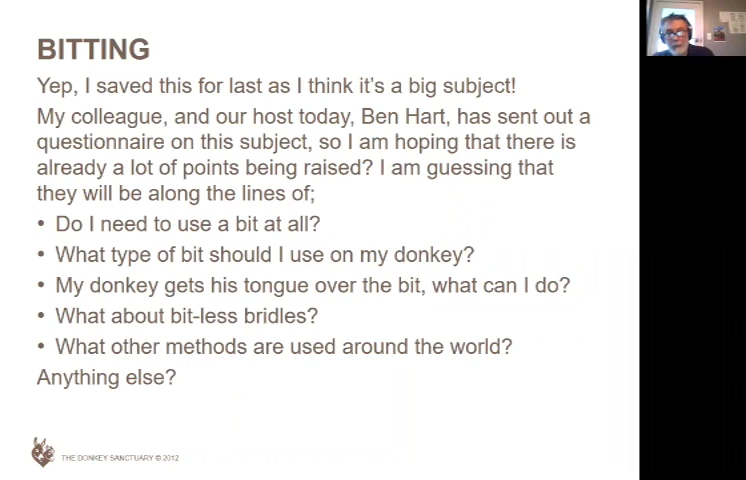 BITTING
Yep, I saved this for last as I think it's a big subject!
My colleague, and our host today, Ben Hart, has sent out a
questionnaire on this subject, so I am hoping that there is
already a lot of points being raised? I am guessing that
they will be along the lines of;
• Do I need to use a bit at all?
• What type of bit should I use on my donkey?
• My donkey gets his tongue over the bit, what can I do?
• What about bit-less bridles?
• What other methods are used around the world?
Anything else?
THE DONKEY SANCTUARY © 2012